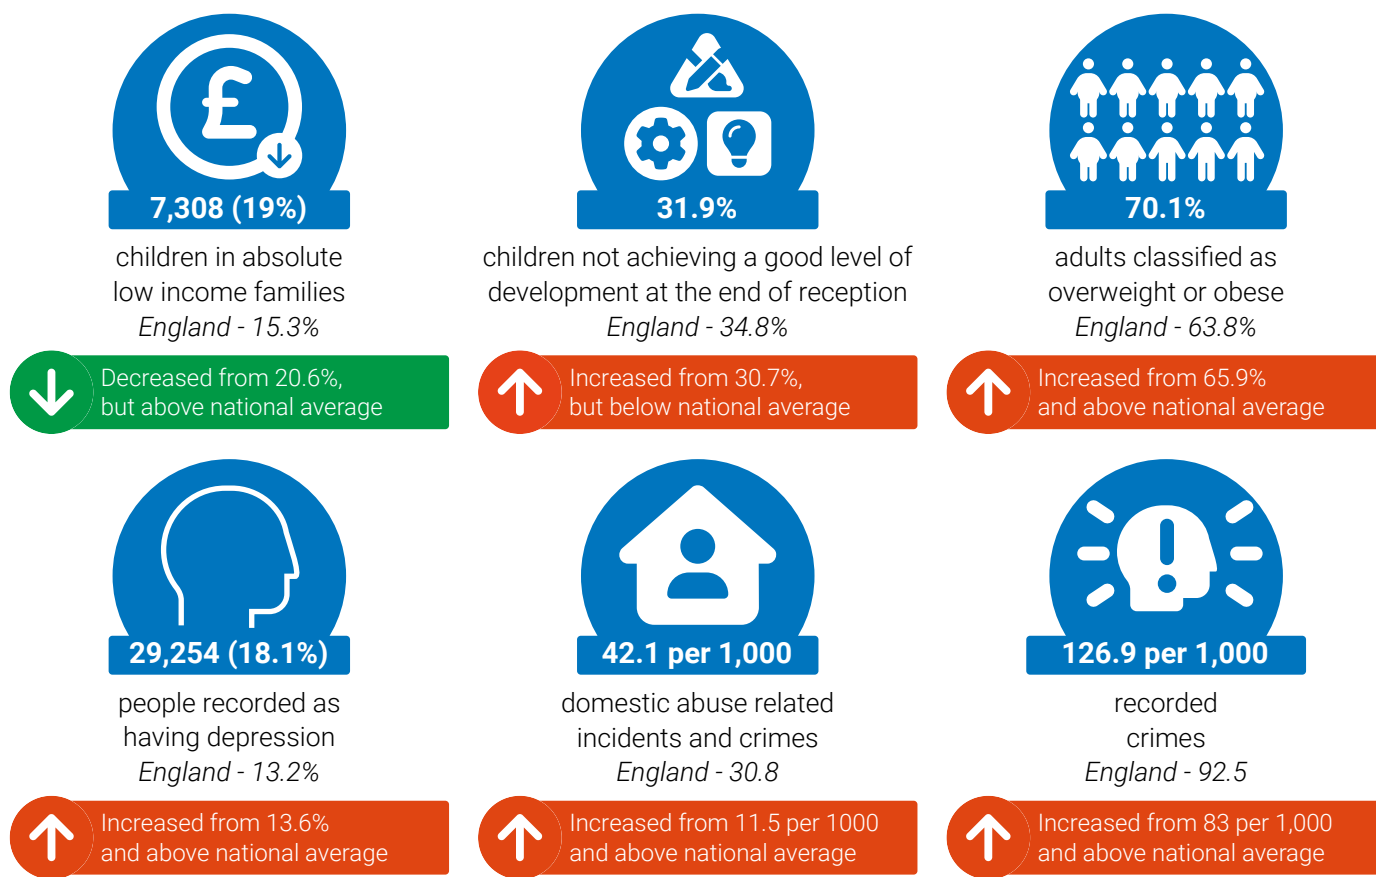 £
7,308 (19%)
children in absolute
low income families
England - 15.3%
Decreased from 20.6%,
but above national average
31.9%
children not achieving a good level of
development at the end of reception
England - 34.8%
Increased from 30.7%,
but below national average
70.1%
adults classified as
overweight or obese
England - 63.8%
Increased from 65.9%
and above national average
29,254 (18.1%)
people recorded as
having depression
England - 13.2%
Increased from 13.6%
and above national average
42.1 per 1,000
domestic abuse related
incidents and crimes
England - 30.8
Increased from 11.5 per 1000
and above national average
!
126.9 per 1,000
recorded
crimes
England - 92.5
Increased from 83 per 1,000
and above national average